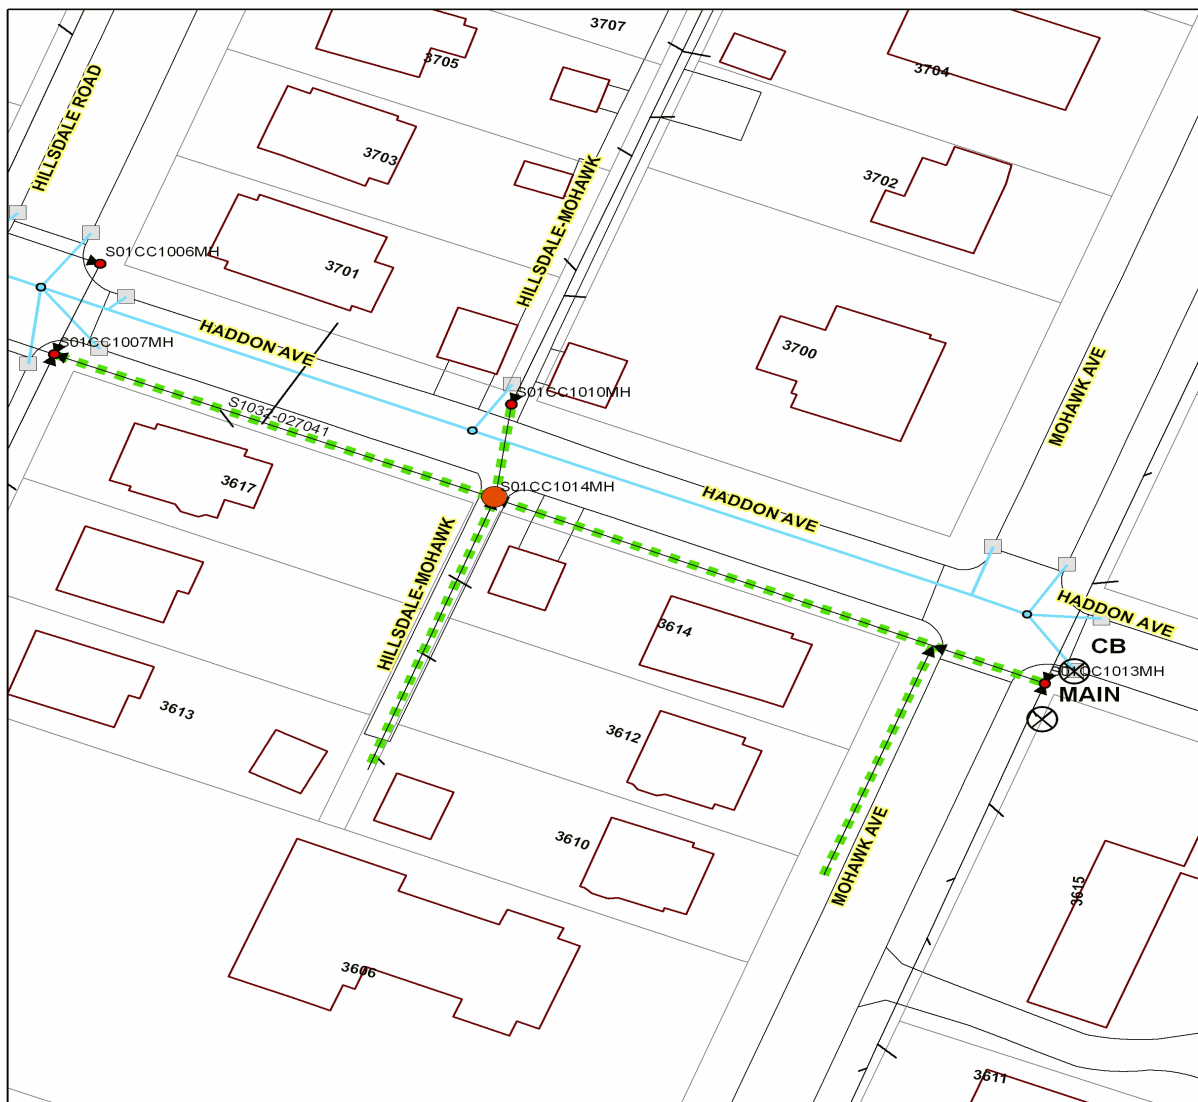 3707
3705
3704
HILLSDALE ROAD
3703
3702
HILLSDALE-MOHAWK
S01CC1006MH
3701
HADDON AVE
S01CC1007MH
3700
MOHAWK AVE
S01CC1010MH
S1032-027041
3617
S01CC1014MH
HADDON AVE
HILLSDALE-MOHAWK
HADDON AVE
3614
CB
S01CC1013MH
MAIN
3613
3612
3610
MOHAWK AVE
3615
3606
3611